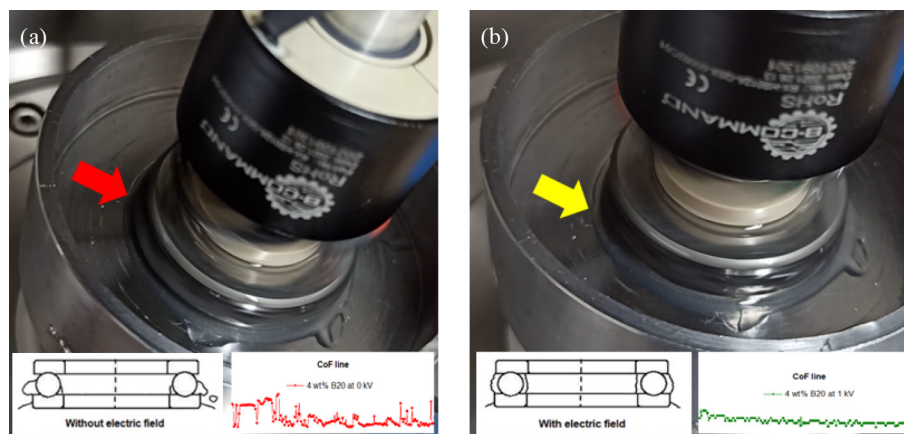 (a)
B-COMMAND
RoHS
CE
CoF line
4 wt% B20 at 0 kV
Without electric field
(b)
B-COMMAND
RoHS
CE
CoF line
4 wt% B20 at 1 kV
With electric field